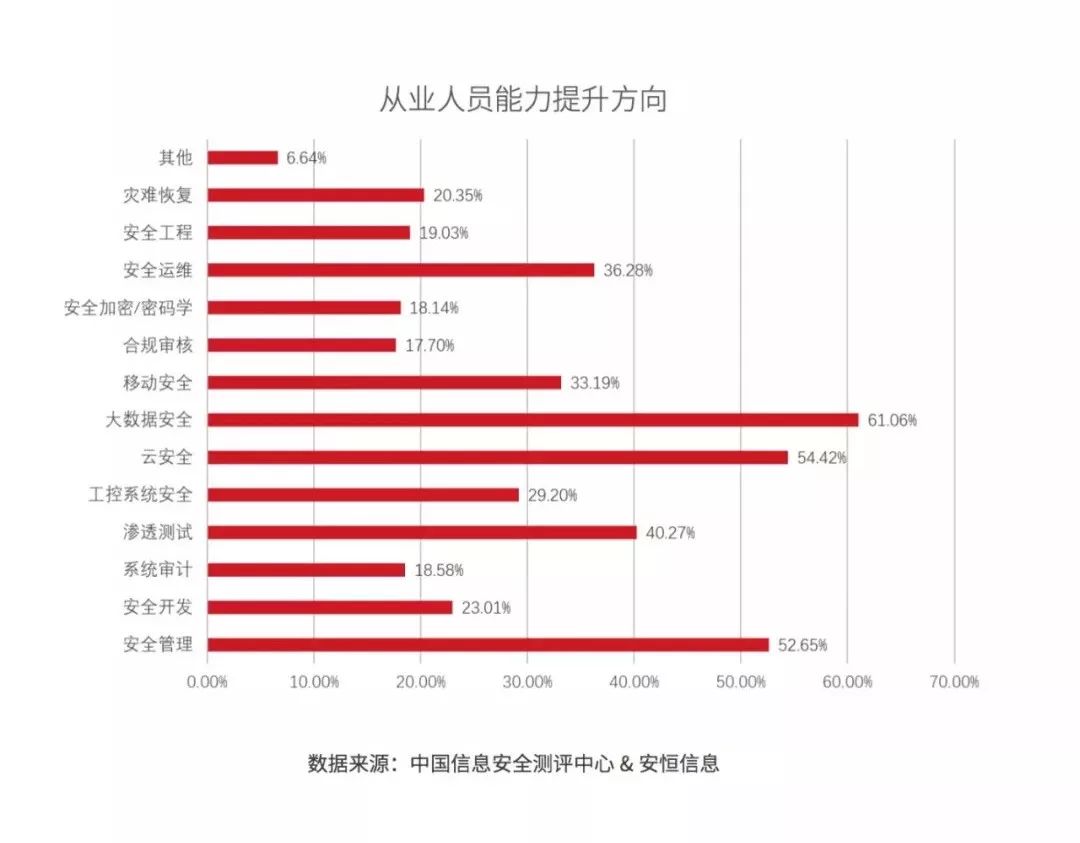 从业人员能力提升方向
其他 6.64%
灾难恢复 20.35%
安全工程 19.03%
安全运维 36.28%
安全加密/密码学 18.14%
合规审核 17.70%
移动安全 33.19%
大数据安全 61.06%
云安全 54.42%
工控系统安全 29.20%
渗透测试 40.27%
系统审计 18.58%
安全开发 23.01%
安全管理 52.65%
0.00% 10.00% 20.00% 30.00% 40.00% 50.00% 60.00% 70.00%
数据来源：中国信息安全测评中心 & 安恒信息